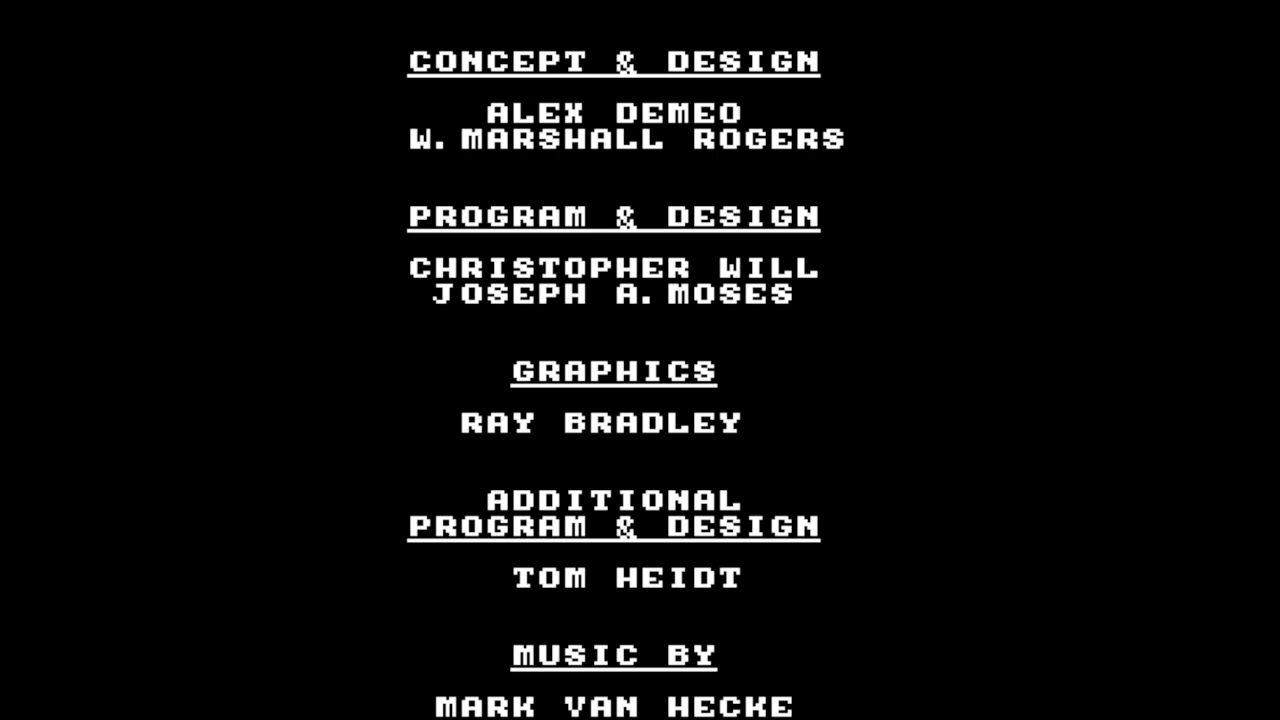 CONCEPT & DESIGN
ALEX DEMEO
W. MARSHALL ROGERS
PROGRAM & DESIGN
CHRISTOPHER WILL
JOSEPH A. MOSES
GRAPHICS
RAY BRADLEY
ADDITIONAL
PROGRAM & DESIGN
TOM HEIDT
MUSIC BY
MARK VAN HECKE